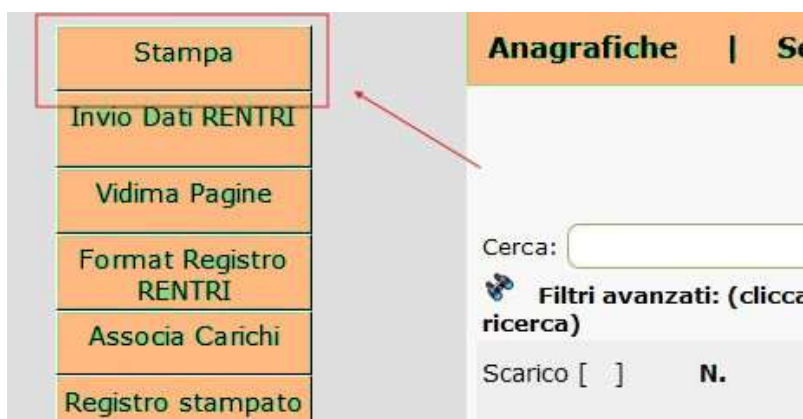 Stampa
Invio Dati RENTRI
Vidima Pagine
Format Registro
RENTRI
Associa Carichi
Registro stampato
Anagrafiche |
Cerca:
Filtri avanzati: (clicca
ricerca)
Scarico [ ] N.